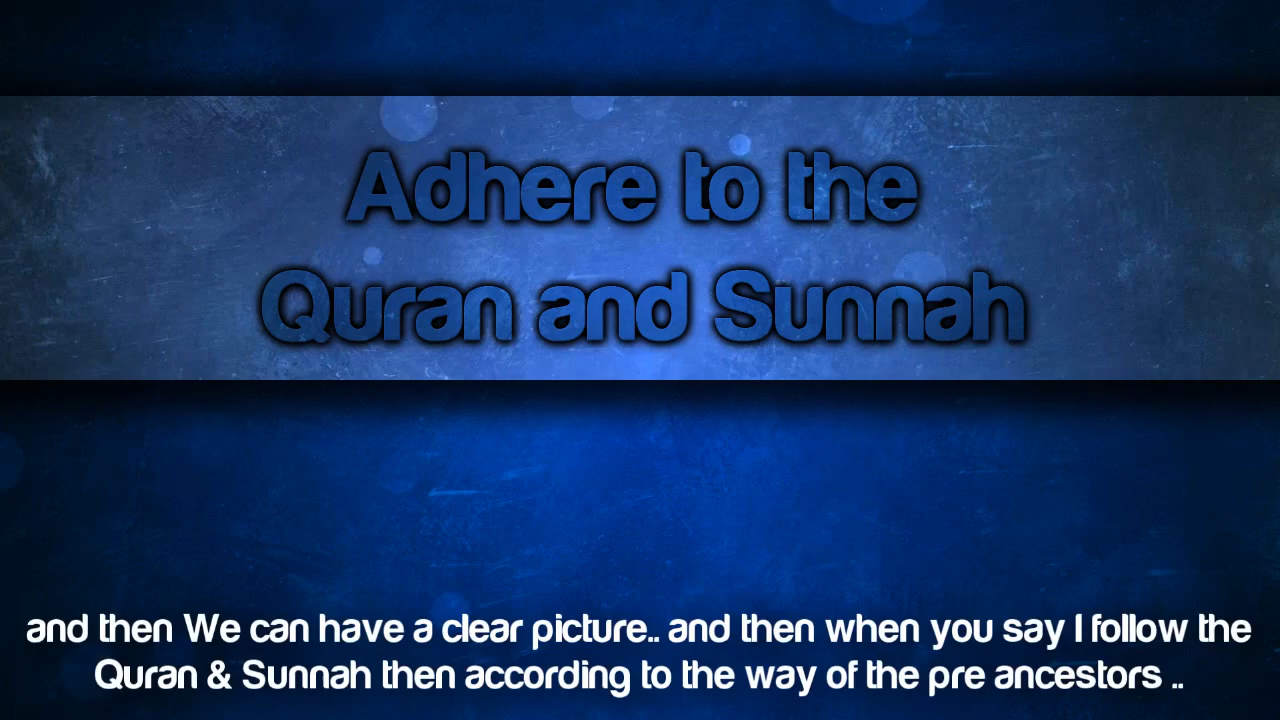 Adhere to the
Quran and Sunnah
and then We can have a clear picture.. and then when you say I follow the
Quran & Sunnah then according to the way of the pre ancestors ..